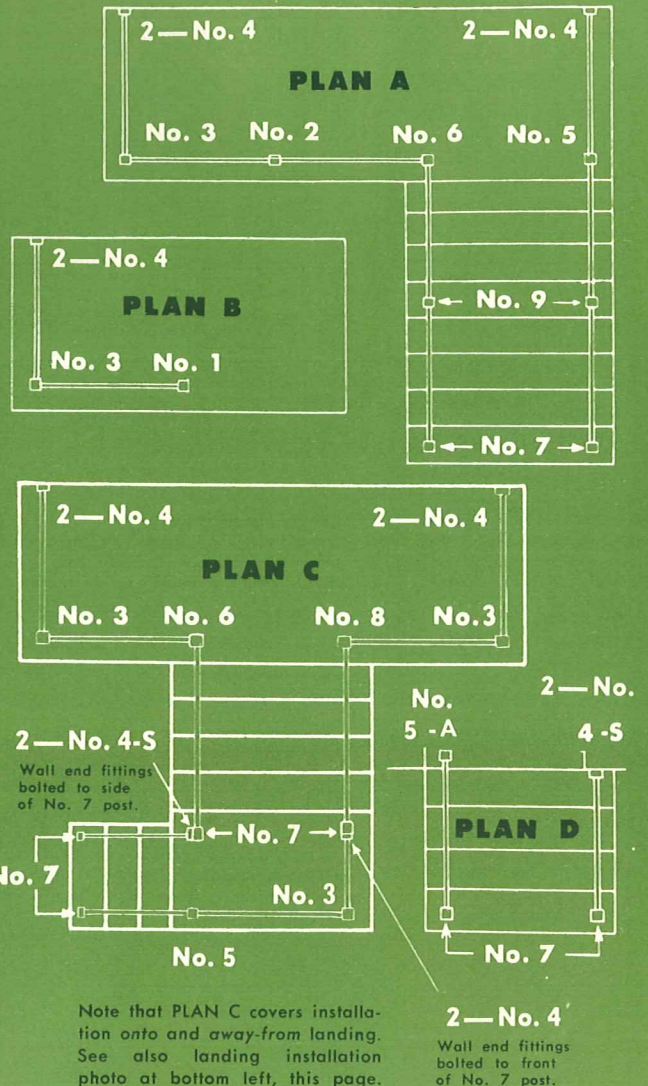 2—No. 4 2—No. 4
PLAN A
No. 3 No. 2 No. 6 No. 5
No. 9
No. 7
2—No. 4
PLAN B
No. 3 No. 1
2—No. 4 2—No. 4
PLAN C
No. 3 No. 6 No. 8 No.3
2—No. 4-S
Wall end fittings
bolted to side
of No. 7 post.
No. 7
No. 7
No. 3
No. 5
No.
5 -A
2—No.
4 -S
PLAN D
No. 7
2—No. 4
Wall end fittings
bolted to front
of No. 7 post.
Note that PLAN C covers installa-
tion onto and away-from landing.
See also landing installation
photo at bottom left, this page.